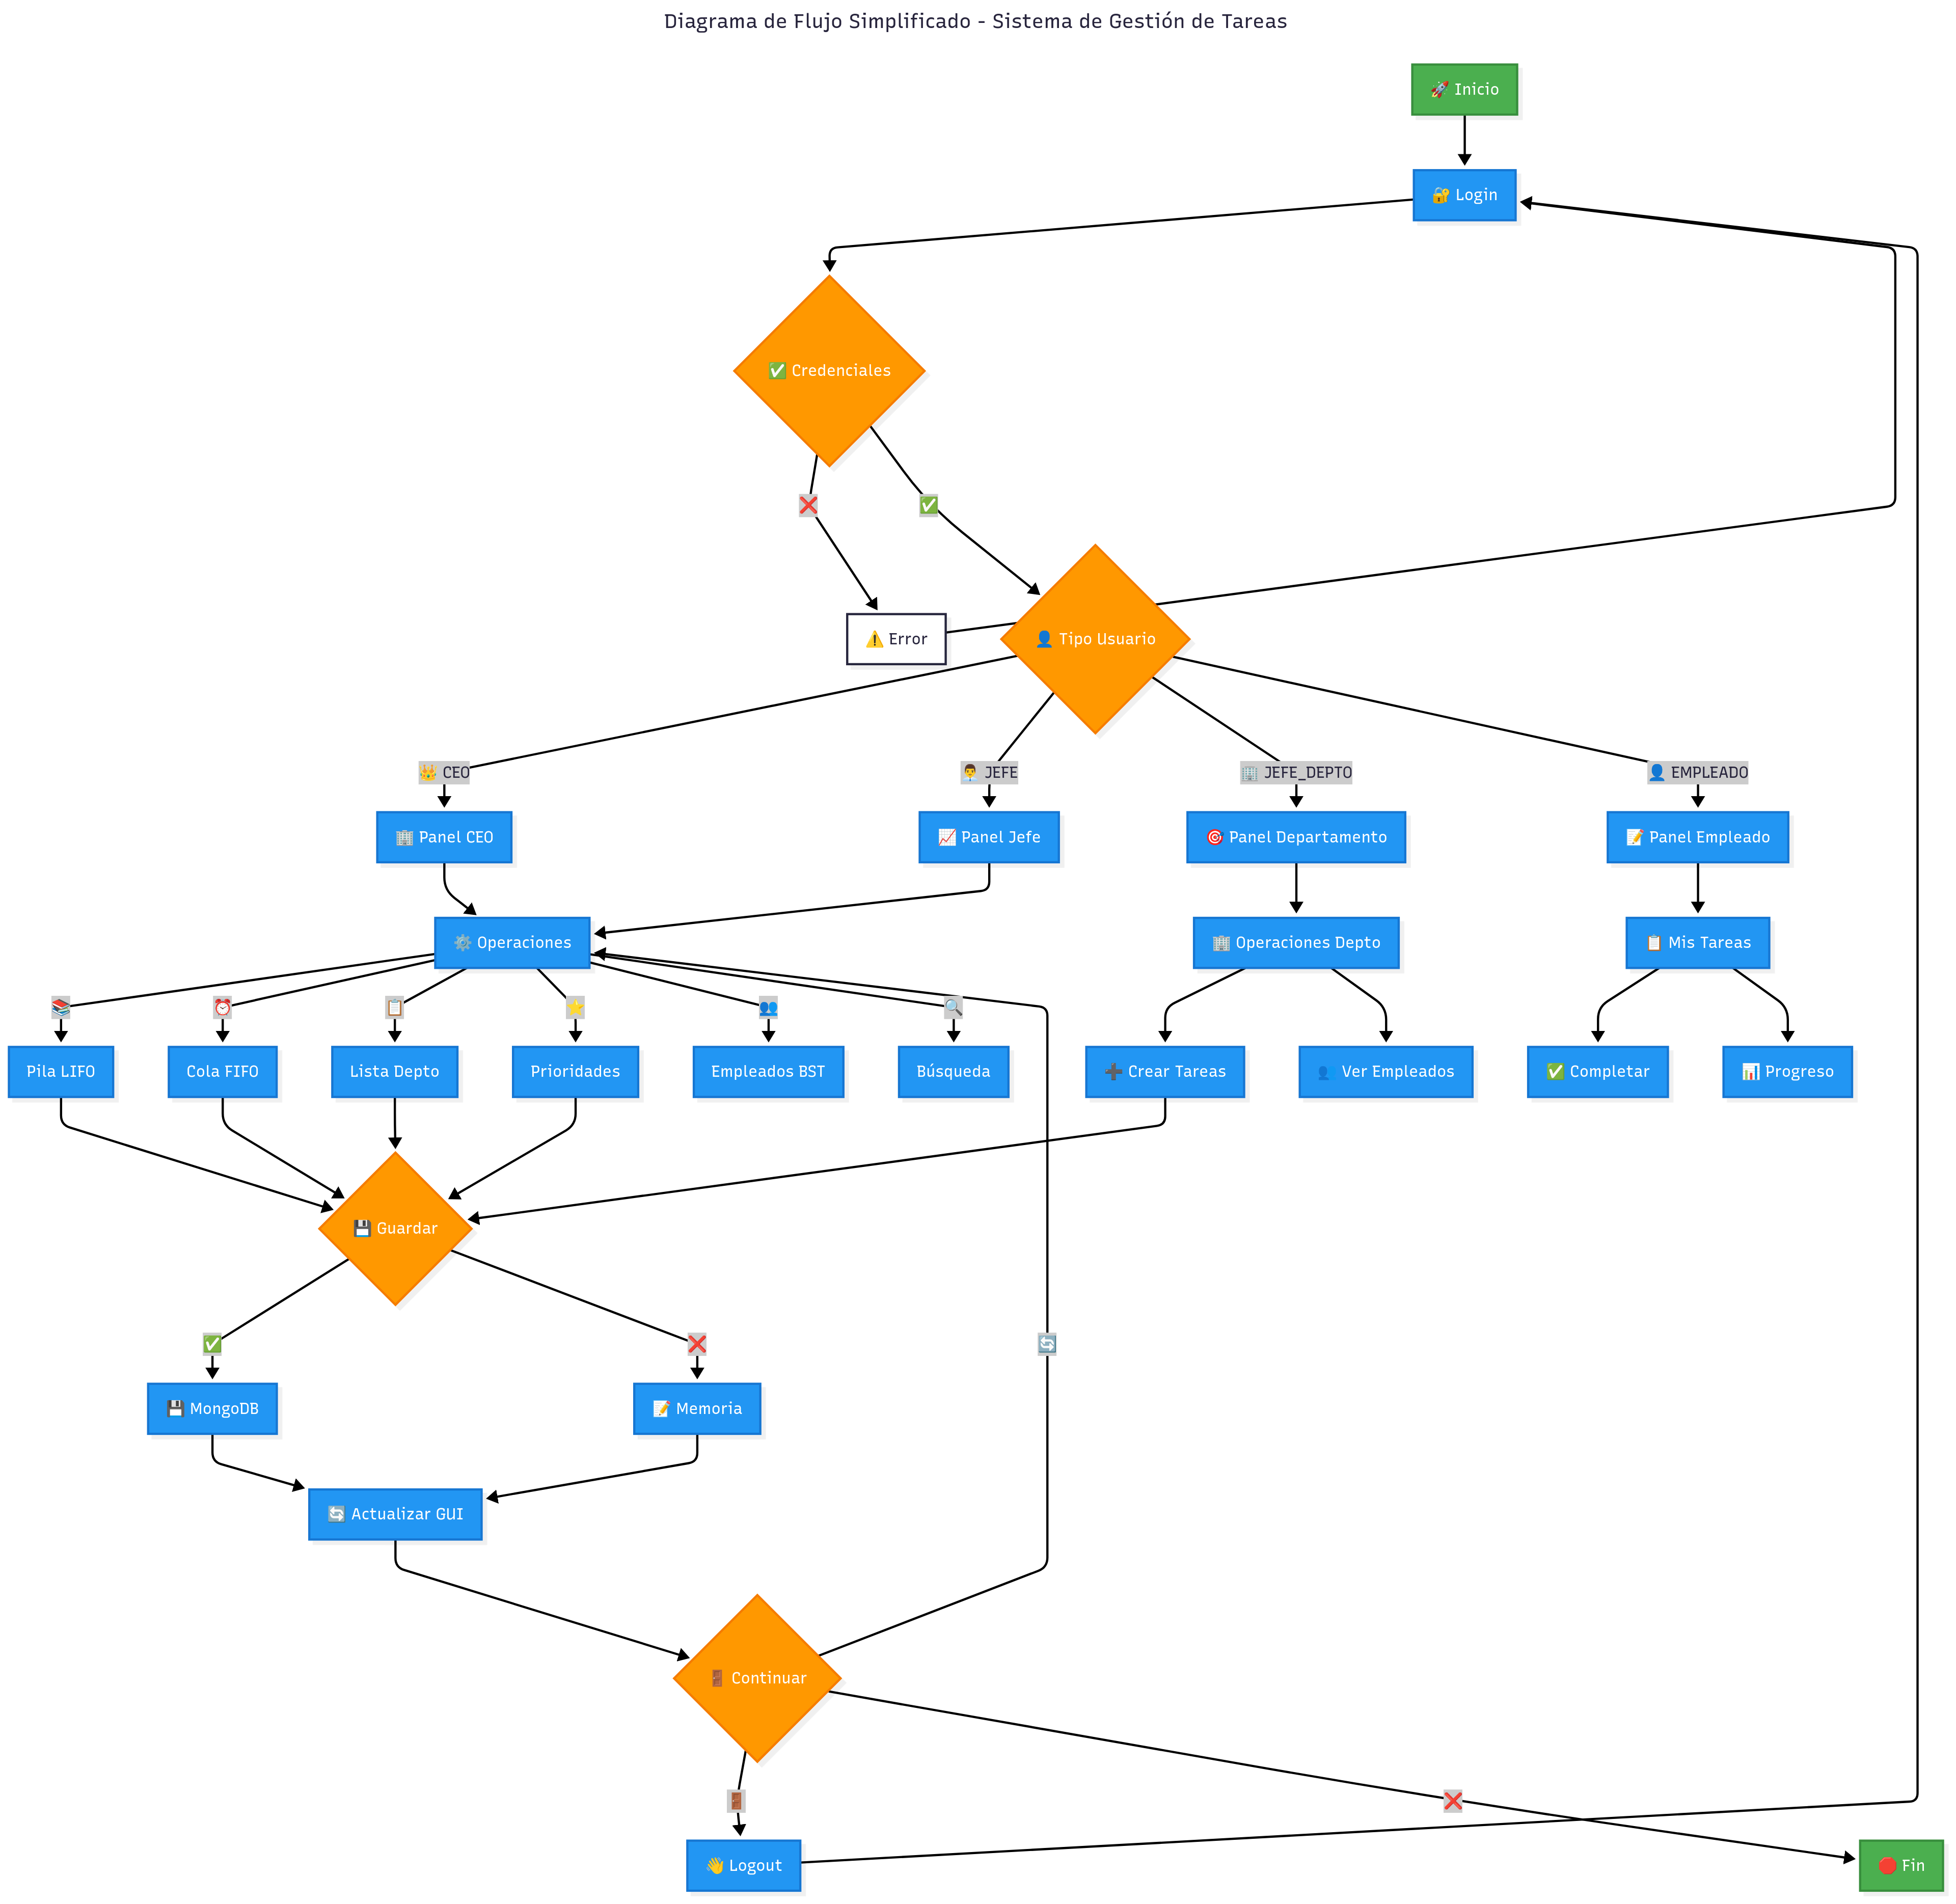 Diagrama de Flujo Simplificado - Sistema de Gestión de Tareas
🚀 Inicio
🔐 Login
✅ Credenciales
❌
✅
⚠️ Error
👤 Tipo Usuario
👑 CEO
👨‍💼 JEFE
🏢 JEFE_DEPTO
👤 EMPLEADO
🏢 Panel CEO
📈 Panel Jefe
🎯 Panel Departamento
📝 Panel Empleado
⚙️ Operaciones
🏢 Operaciones Depto
📋 Mis Tareas
📚
⏰
📋
⭐
👥
🔍
Pila LIFO
Cola FIFO
Lista Depto
Prioridades
Empleados BST
Búsqueda
➕ Crear Tareas
👥 Ver Empleados
✅ Completar
📊 Progreso
💾 Guardar
✅
❌
🔄
💾 MongoDB
📝 Memoria
🔄 Actualizar GUI
🚪 Continuar
🚪
❌
👋 Logout
🛑 Fin